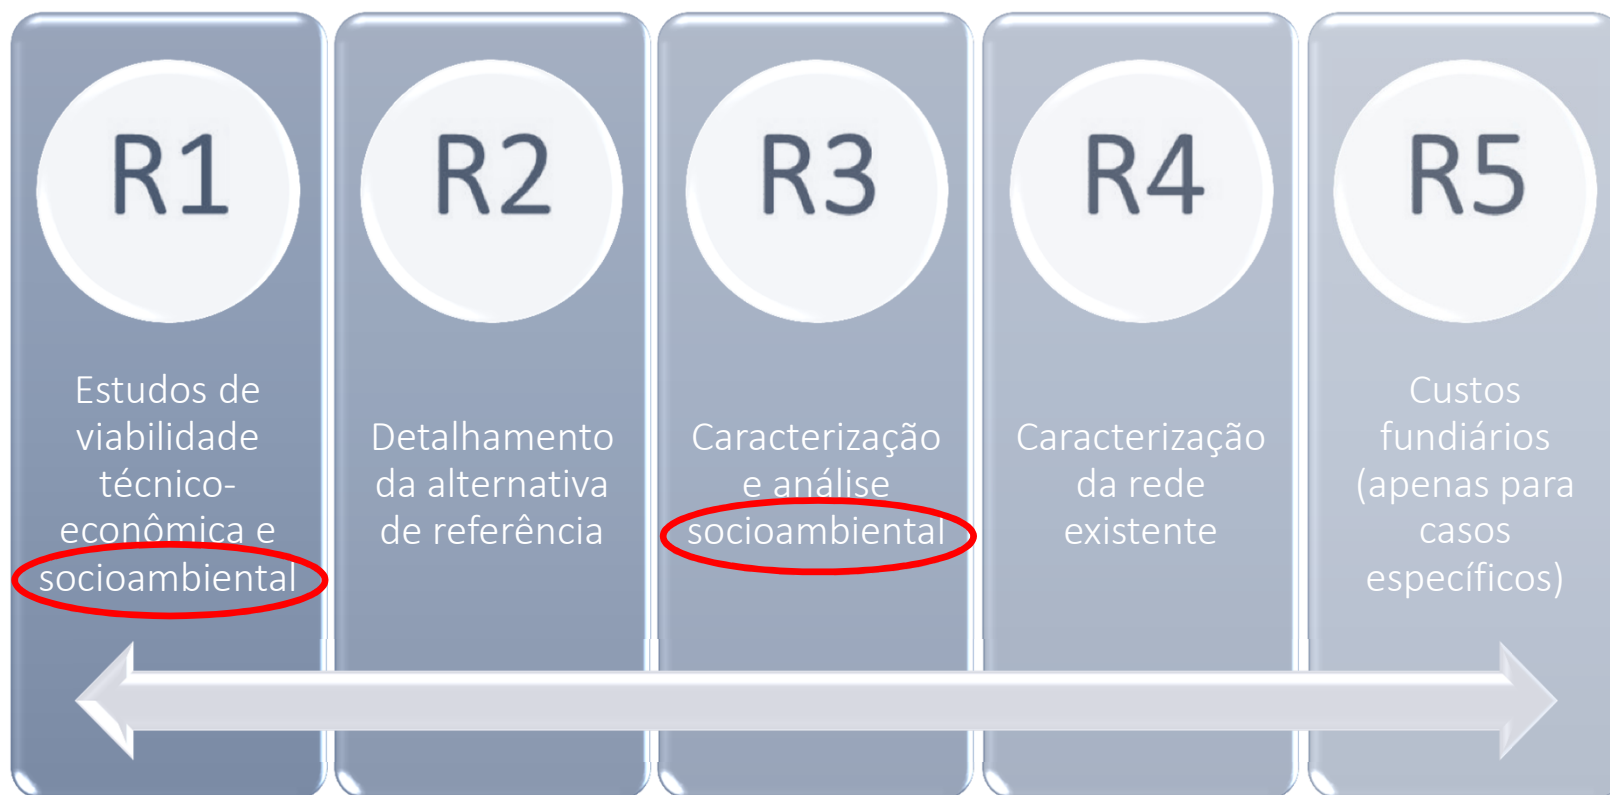 R1
Estudos de
viabilidade
técnico-
econômica e
socioambiental
R2
Detalhamento
da alternativa
de referência
R3
Caracterização
e análise
socioambiental
R4
Caracterização
da rede
existente
R5
Custos
fundiários
(apenas para
casos
específicos)